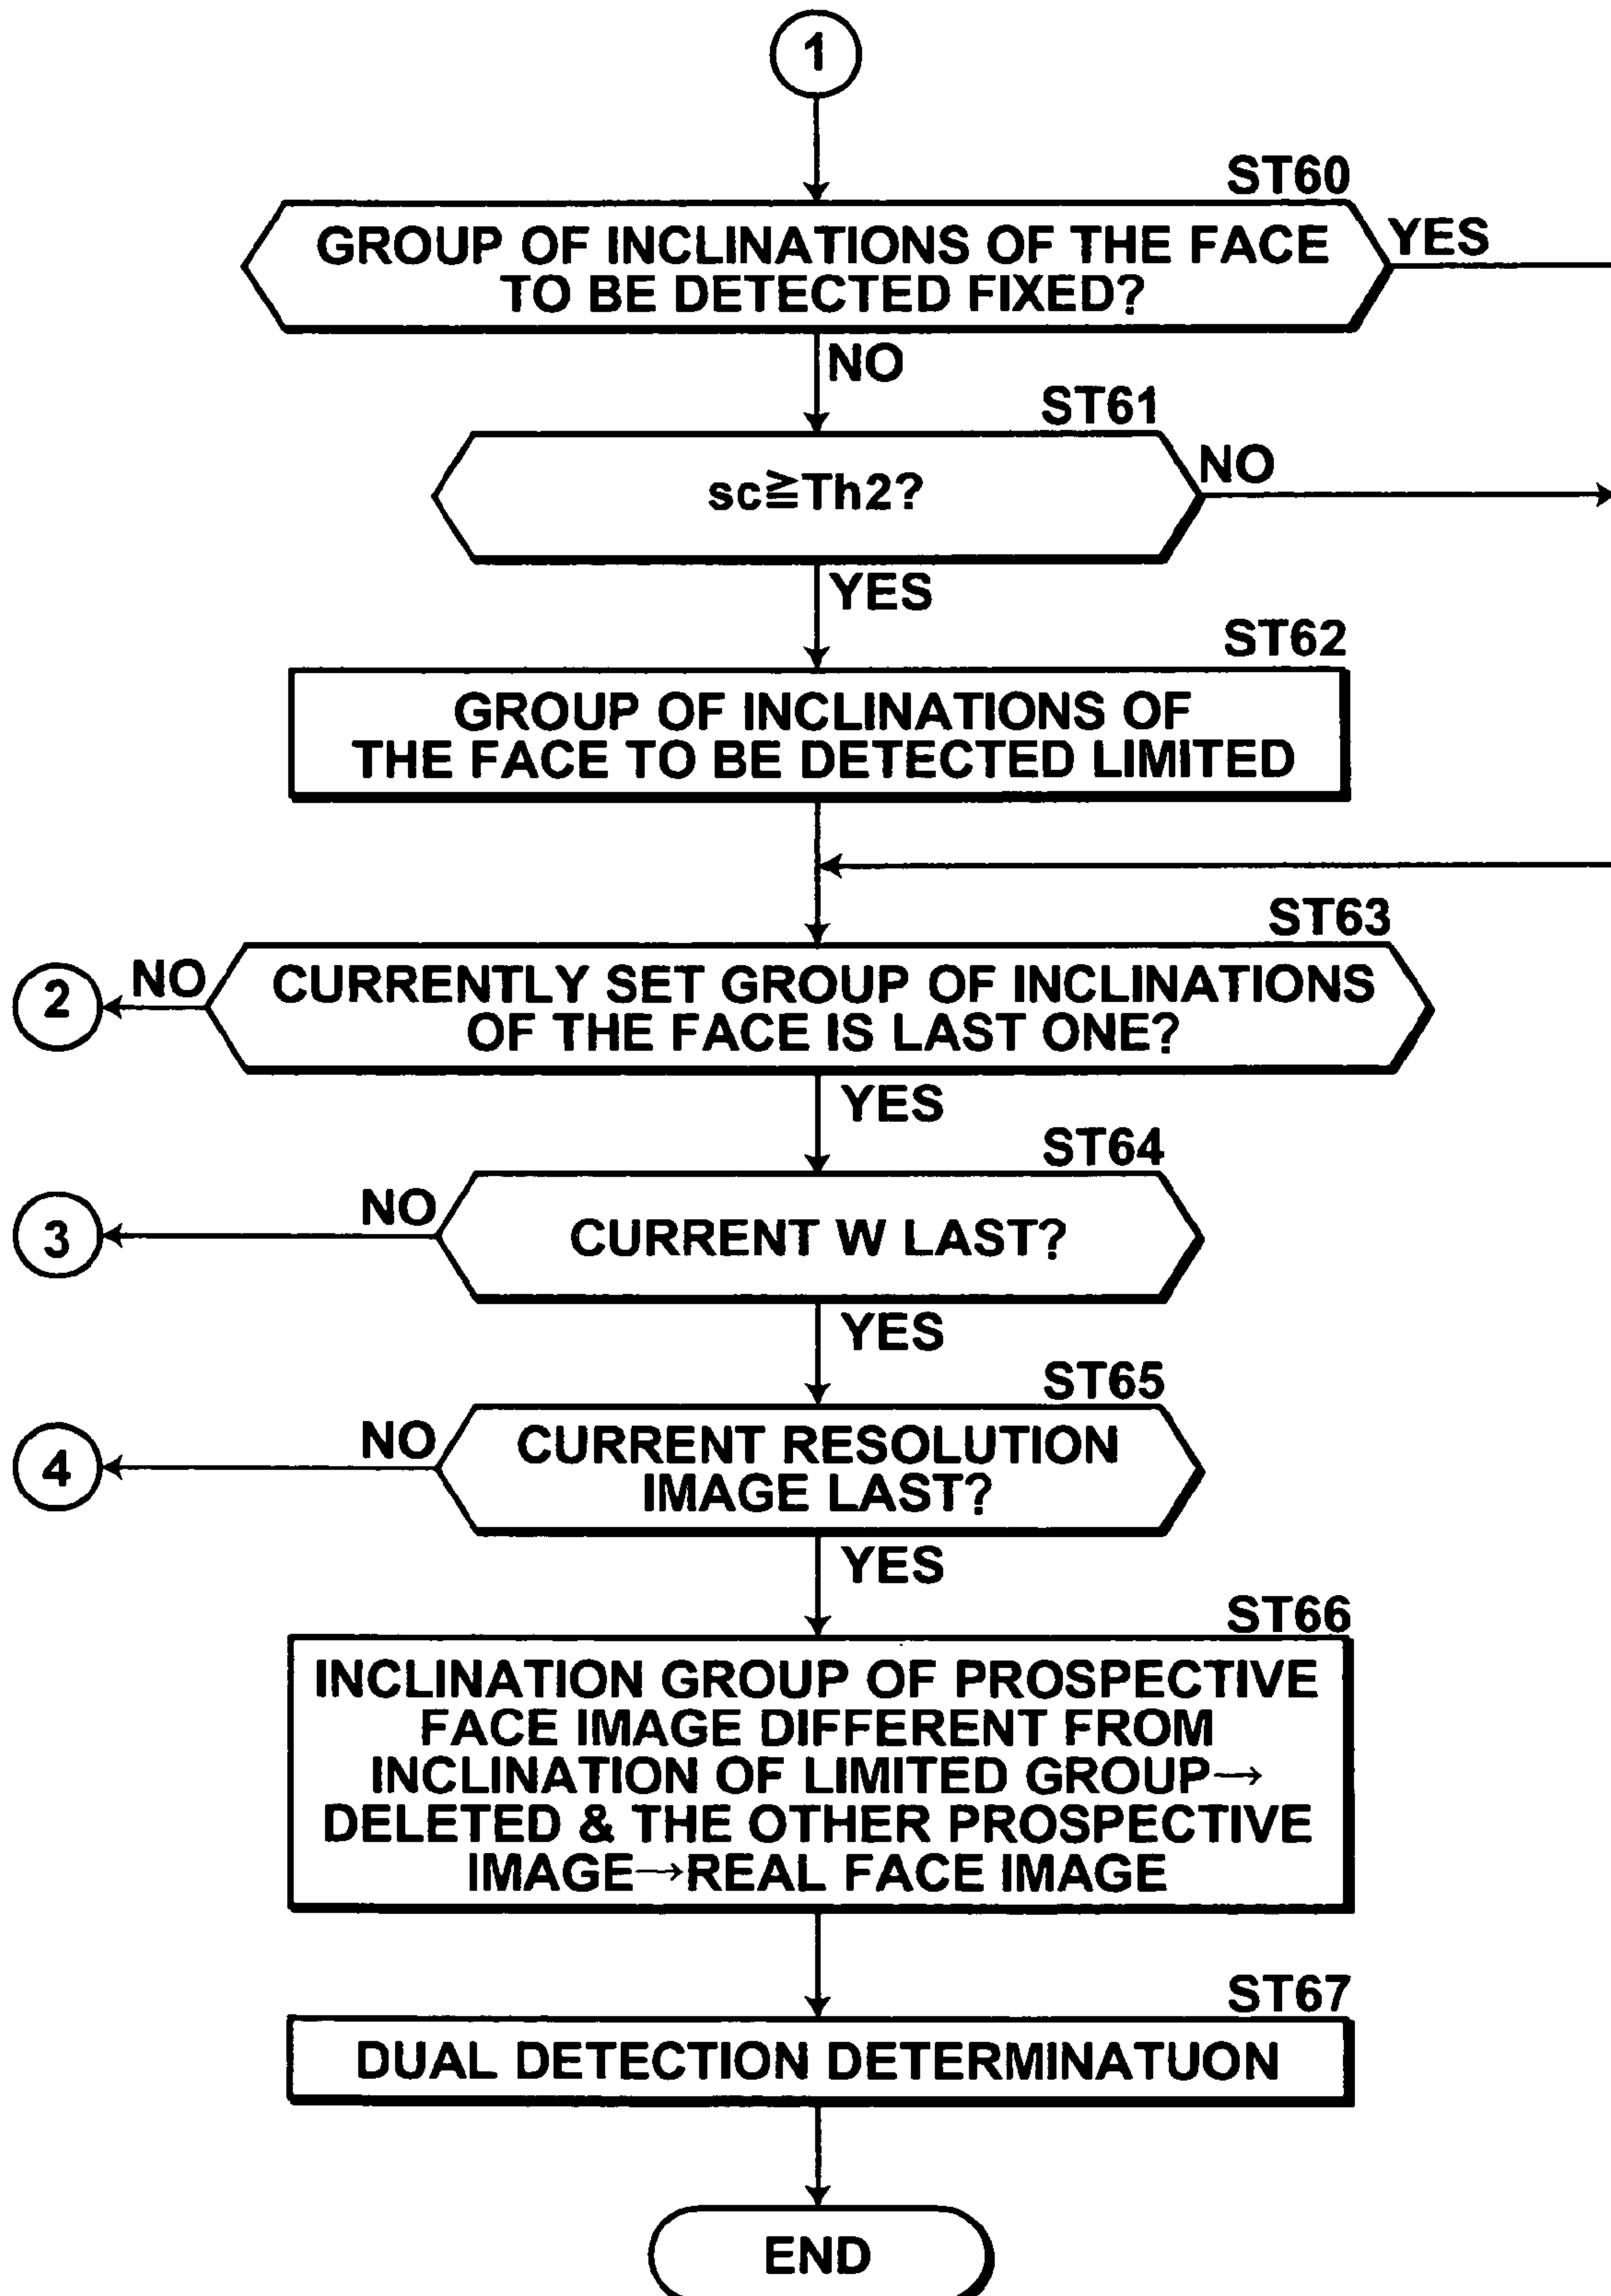 1
ST60
GROUP OF INCLINATIONS OF THE FACE
TO BE DETECTED FIXED?
YES
NO
ST61
sc≧Th2?
NO
YES
ST62
GROUP OF INCLINATIONS OF
THE FACE TO BE DETECTED LIMITED
ST63
2
NO
CURRENTLY SET GROUP OF INCLINATIONS
OF THE FACE IS LAST ONE?
YES
ST64
3
NO
CURRENT W LAST?
YES
ST65
4
NO
CURRENT RESOLUTION
IMAGE LAST?
YES
ST66
INCLINATION GROUP OF PROSPECTIVE
FACE IMAGE DIFFERENT FROM
INCLINATION OF LIMITED GROUP→
DELETED & THE OTHER PROSPECTIVE
IMAGE→REAL FACE IMAGE
ST67
DUAL DETECTION DETERMINATUON
END